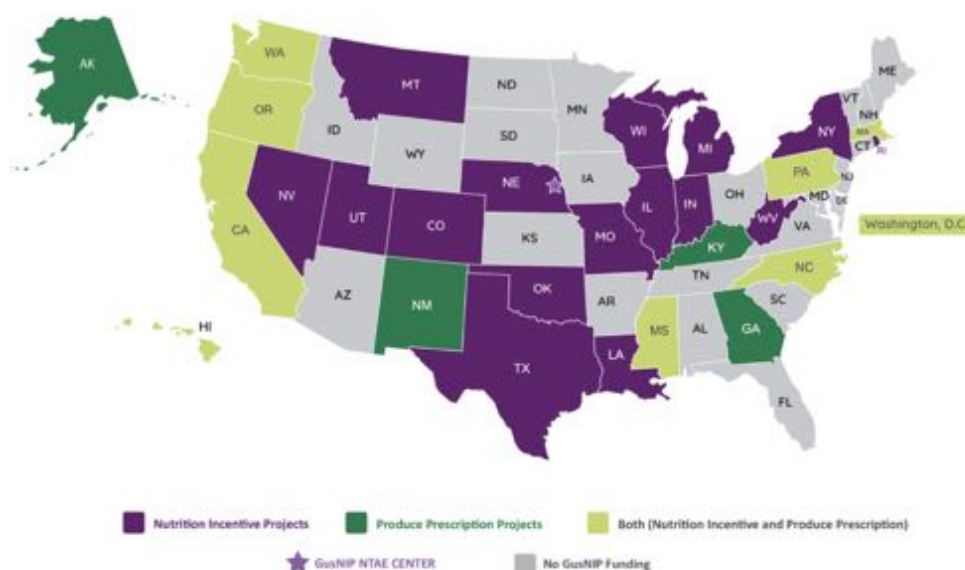 WA
AK
MT
ND
ME
VT
MN
OR
NH
ID
SD
WI
NY
MA
WY
MI
CT
RI
IA
PA
NE
NJ
NV
OH
MD
DE
UT
IL
IN
CA
CO
WV
Washington, D.C.
VA
KS
MO
KY
NC
TN
OK
AZ
NM
AR
SC
HI
MS
AL
GA
LA
TX
FL
Nutrition Incentive Projects
Produce Prescription Projects
Both (Nutrition Incentive and Produce Prescription)
GusNIP NTAE CENTER
No GusNIP Funding